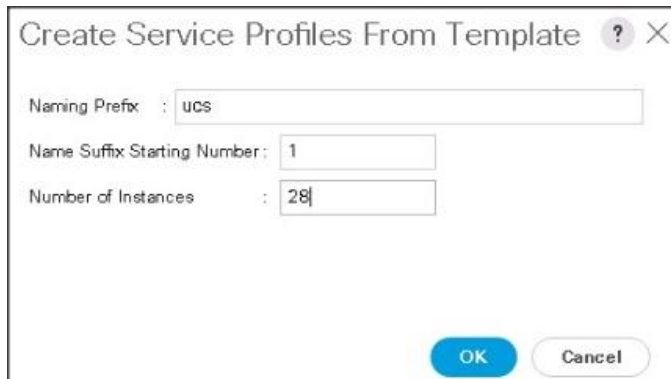 Create Service Profiles From Template ? ×
Naming Prefix : ucs
Name Suffix Starting Number : 1
Number of Instances : 28
OK Cancel